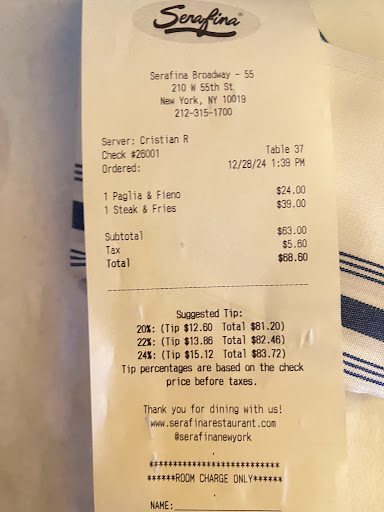 Serafina®
Serafina Broadway - 55
210 W 55th St
New York, NY 10019
212-315-1700
Server: Cristian R
Check #26001 Table 37
Ordered: 12/28/24 1:39 PM
1 Paglia & Fieno $24.00
1 Steak & Fries $39.00
Subtotal $63.00
Tax $5.60
Total $68.60
Suggested Tip:
20%: (Tip $12.60 Total $81.20)
22%: (Tip $13.86 Total $82.46)
24%: (Tip $15.12 Total $83.72)
Tip percentages are based on the check
price before taxes.
Thank you for dining with us!
www.serafinarestaurant.com
@serafinanewyork
.
**************************
******ROOM CHARGE ONLY******
.
NAME: